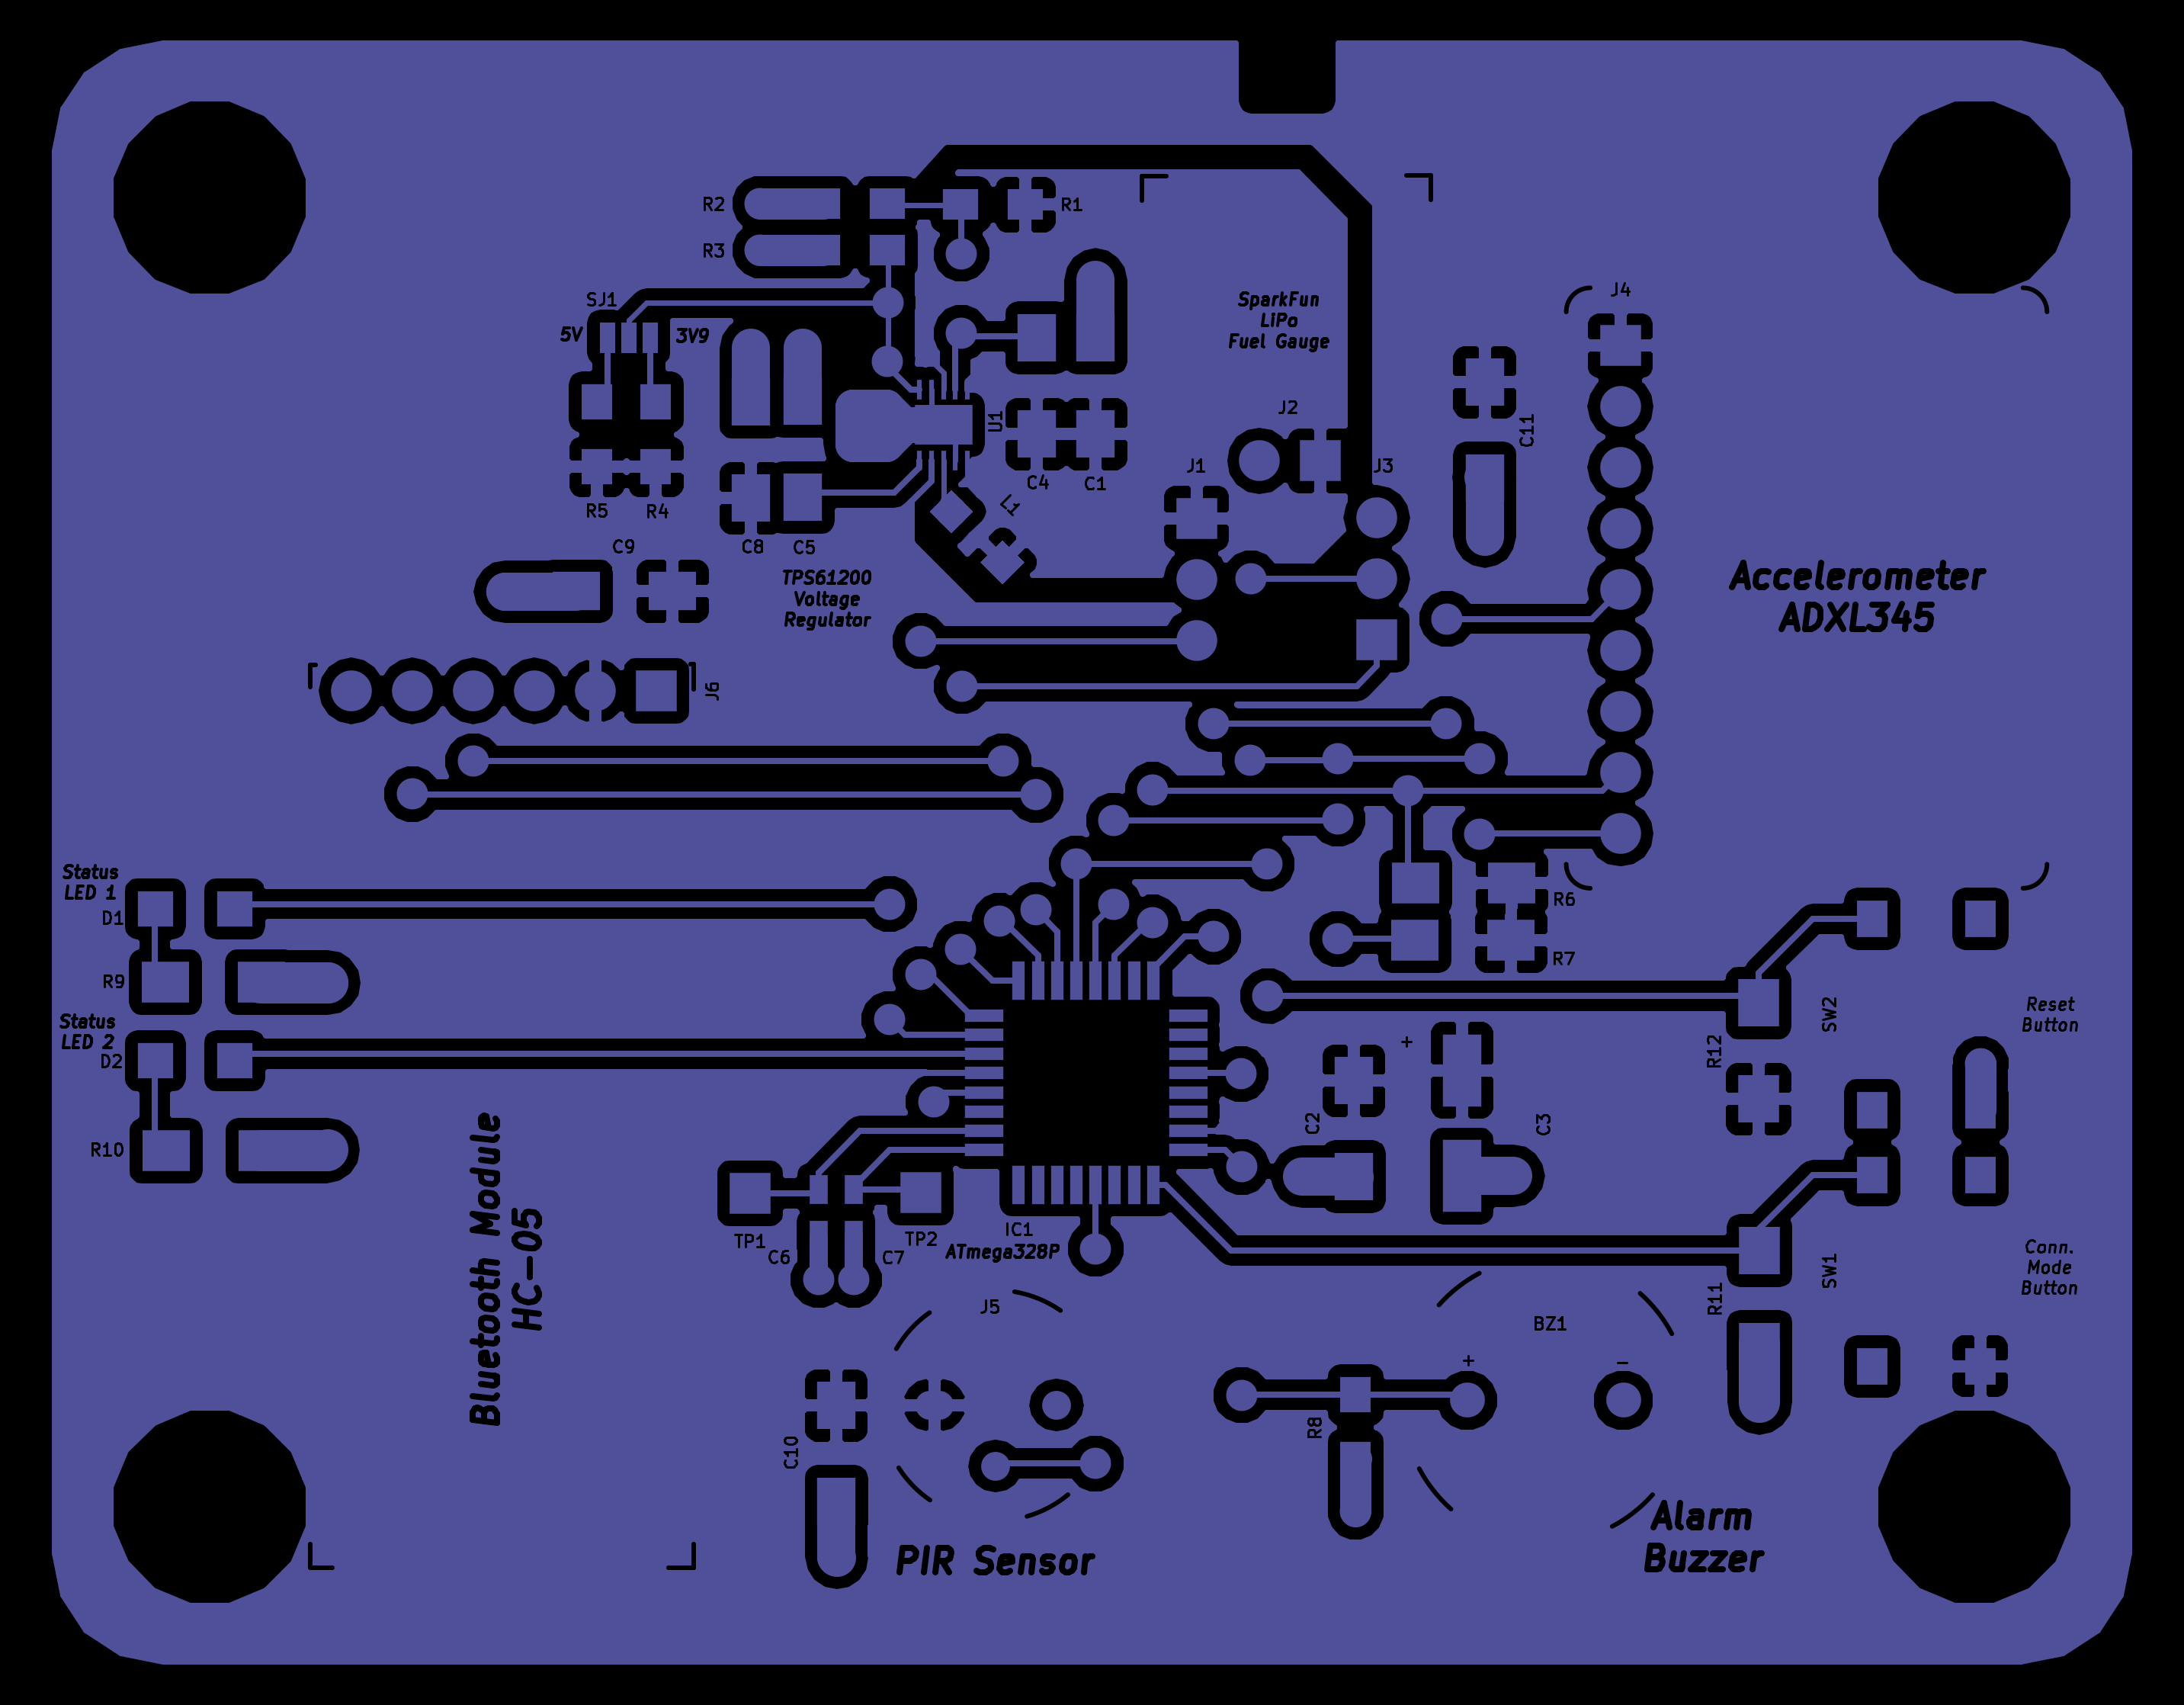 R2
R1
R3
SJ1
5V
3V9
SparkFun
LiPo
Fuel Gauge
J4
J2
U1
C11
J1
J3
C4
C1
R5
R4
L1
C9
C8
C5
TPS61200
Voltage
Regulator
Accelerometer
ADXL345
J6
Status
LED 1
D1
R6
R7
R9
Status
LED 2
D2
Reset
Button
SW2
+
R12
C2
C3
R10
Bluetooth Module
HC-05
TP1
C6
TP2
C7
IC1
ATmega328P
Conn.
Mode
Button
SW1
R11
J5
BZ1
+
-
R8
C10
Alarm
Buzzer
PIR Sensor